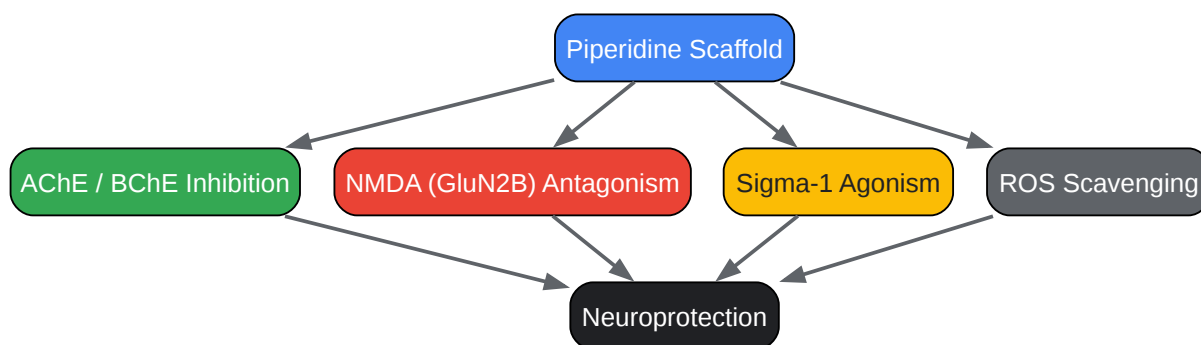 Piperidine Scaffold
AChE / BChE Inhibition
NMDA (GluN2B) Antagonism
Sigma-1 Agonism
ROS Scavenging
Neuroprotection